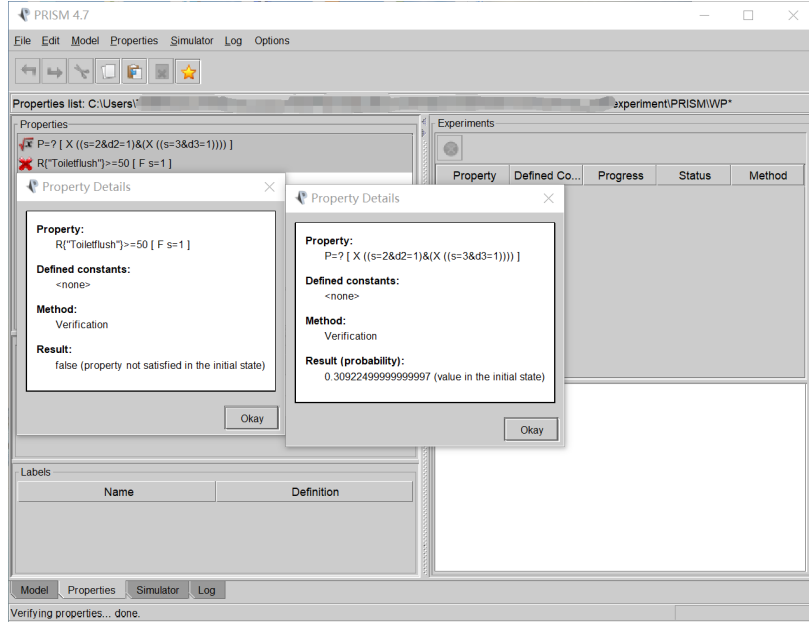 PRISM 4.7
File Edit Model Properties Simulator Log Options
Properties list: C:\Users\ experiment\PRISM\WP*
Properties
P=? [ X ((s=2&d2=1)&(X ((s=3&d3=1)))) ]
R{"Toiletflush"}>=50 [ F s=1 ]
Experiments
Property Defined Co... Progress Status Method
Property Details
Property:
R{"Toiletflush"}>=50 [ F s=1 ]
Defined constants:
<none>
Method:
Verification
Result:
false (property not satisfied in the initial state)
Okay
Property Details
Property:
P=? [ X ((s=2&d2=1)&(X ((s=3&d3=1)))) ]
Defined constants:
<none>
Method:
Verification
Result (probability):
0.30922499999999997 (value in the initial state)
Okay
Labels
Name Definition
Model Properties Simulator Log
Verifying properties... done.